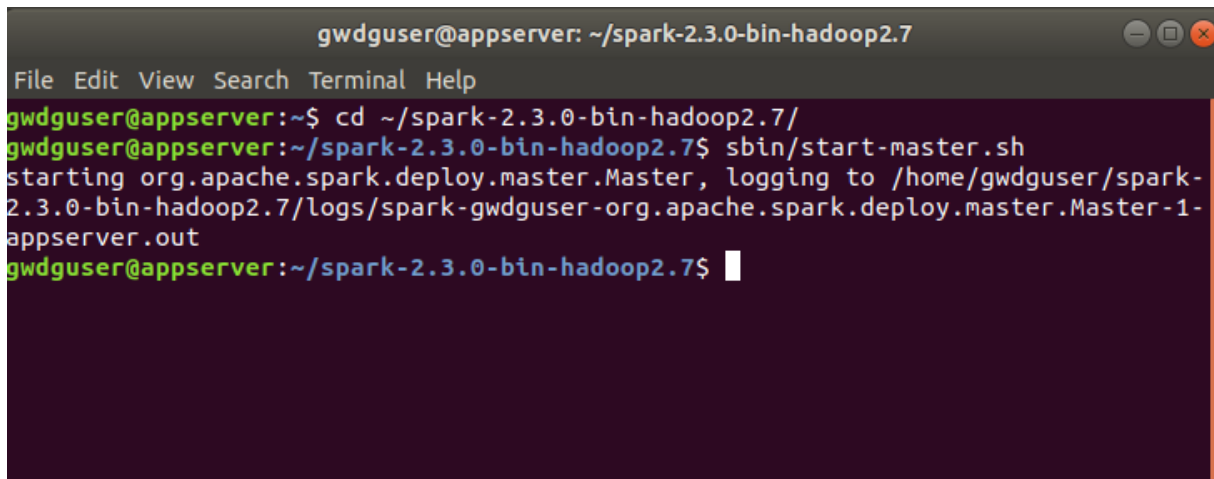 gwdguser@appserver: ~/spark-2.3.0-bin-hadoop2.7
File Edit View Search Terminal Help
gwdguser@appserver:~$ cd ~/spark-2.3.0-bin-hadoop2.7/
gwdguser@appserver:~/spark-2.3.0-bin-hadoop2.7$ sbin/start-master.sh
starting org.apache.spark.deploy.master.Master, logging to /home/gwdguser/spark-
2.3.0-bin-hadoop2.7/logs/spark-gwdguser-org.apache.spark.deploy.master.Master-1-
appserver.out
gwdguser@appserver:~/spark-2.3.0-bin-hadoop2.7$